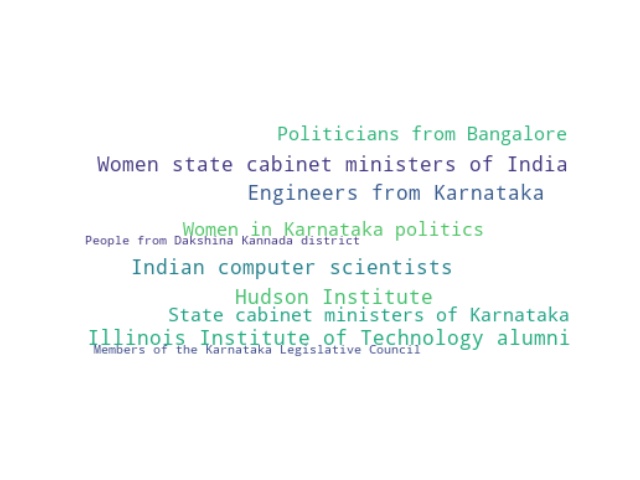 Politicians from Bangalore
Women state cabinet ministers of India
Engineers from Karnataka
Women in Karnataka politics
People from Dakshina Kannada district
Indian computer scientists
Hudson Institute
State cabinet ministers of Karnataka
Illinois Institute of Technology alumni
Members of the Karnataka Legislative Council